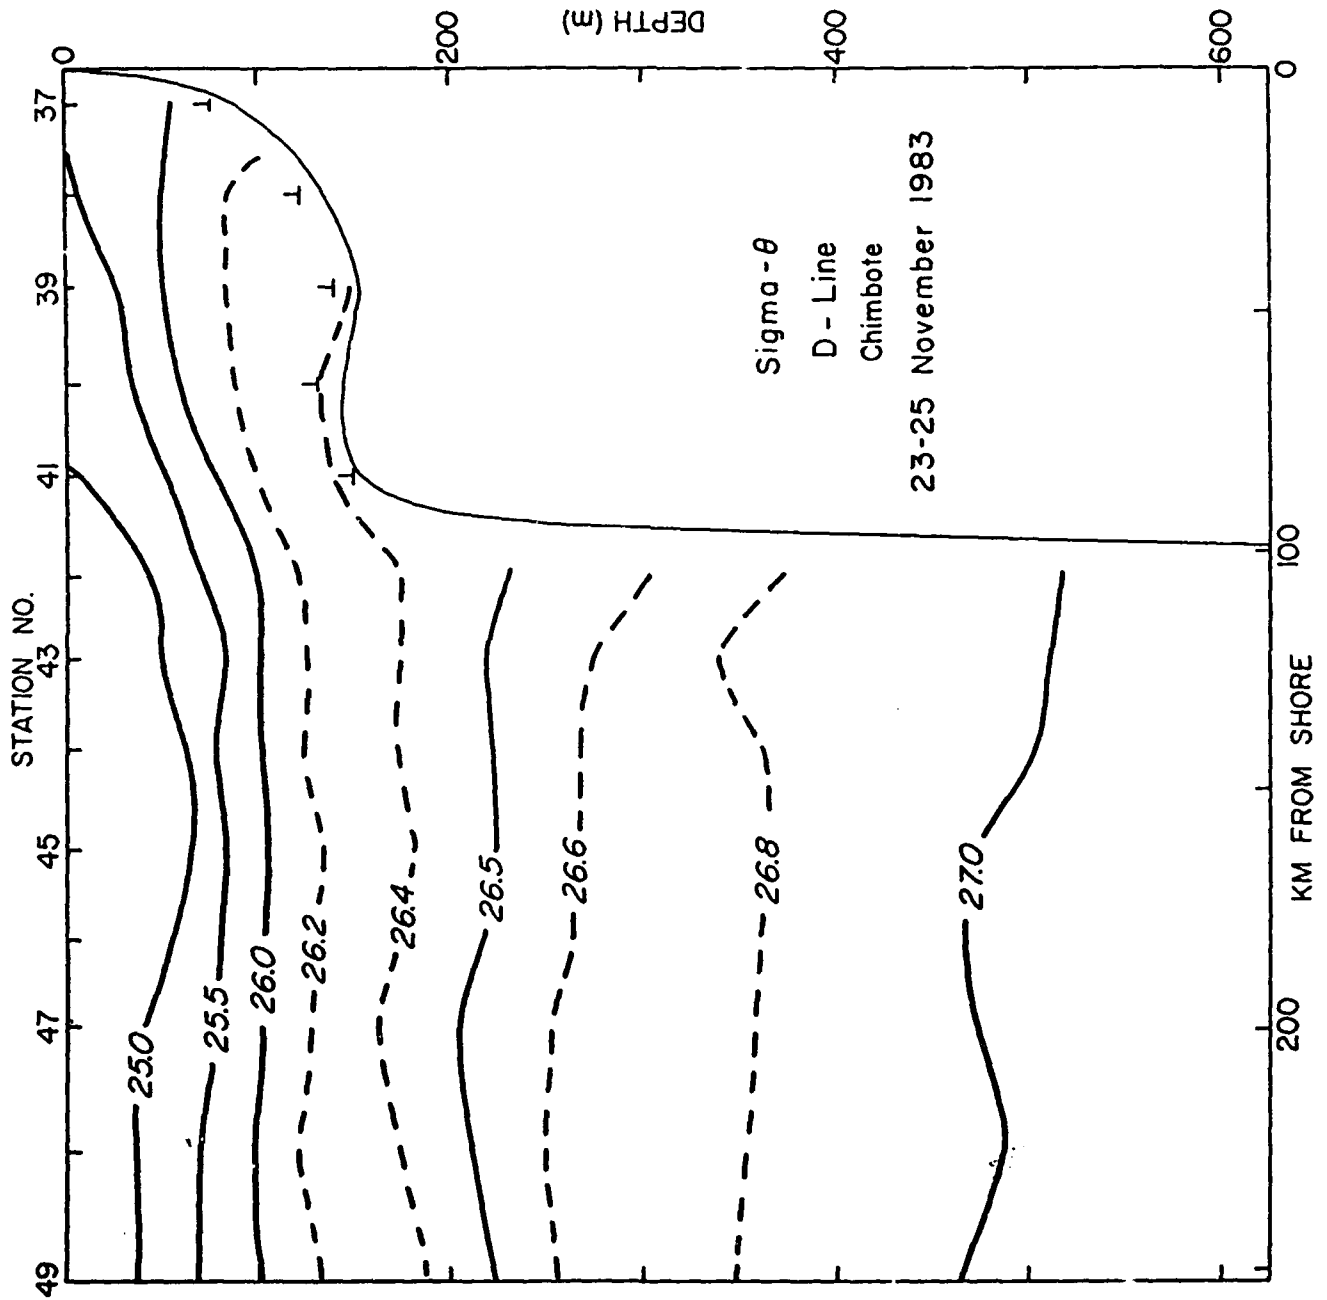 STATION NO.
49 47 45 43 41 39 37
0
200
400
600
DEPTH (m)
25.0
25.5
26.0
26.2
26.4
26.5
26.6
26.8
27.0
T T T T T
Sigma-θ
D-Line
Chimbote
23-25 November 1983
200 100 0
KM FROM SHORE